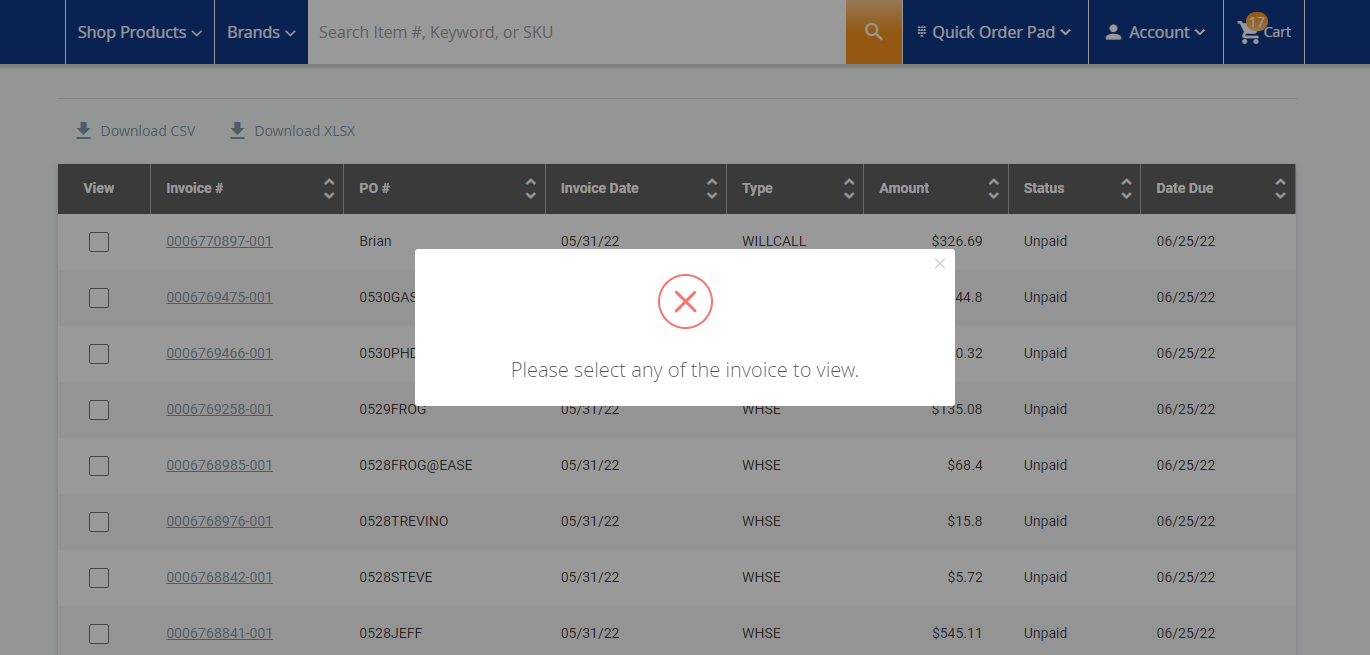 Shop Products Brands Search Item #, Keyword, or SKU Quick Order Pad Account 17 Cart
Download CSV Download XLSX
View Invoice # PO # Invoice Date Type Amount Status Date Due
0006770897-001 Brian 05/31/22 WILLCALL $326.69 Unpaid 06/25/22
0006769475-001 0530GAS 44.8 Unpaid 06/25/22
0006769466-001 0530PHD 0.32 Unpaid 06/25/22
Please select any of the invoice to view.
0006769258-001 0529FROG 05/31/22 WHSE $135.08 Unpaid 06/25/22
0006768985-001 0528FROG@EASE 05/31/22 WHSE $68.4 Unpaid 06/25/22
0006768976-001 0528TREVINO 05/31/22 WHSE $15.8 Unpaid 06/25/22
0006768842-001 0528STEVE 05/31/22 WHSE $5.72 Unpaid 06/25/22
0006768841-001 0528JEFF 05/31/22 WHSE $545.11 Unpaid 06/25/22